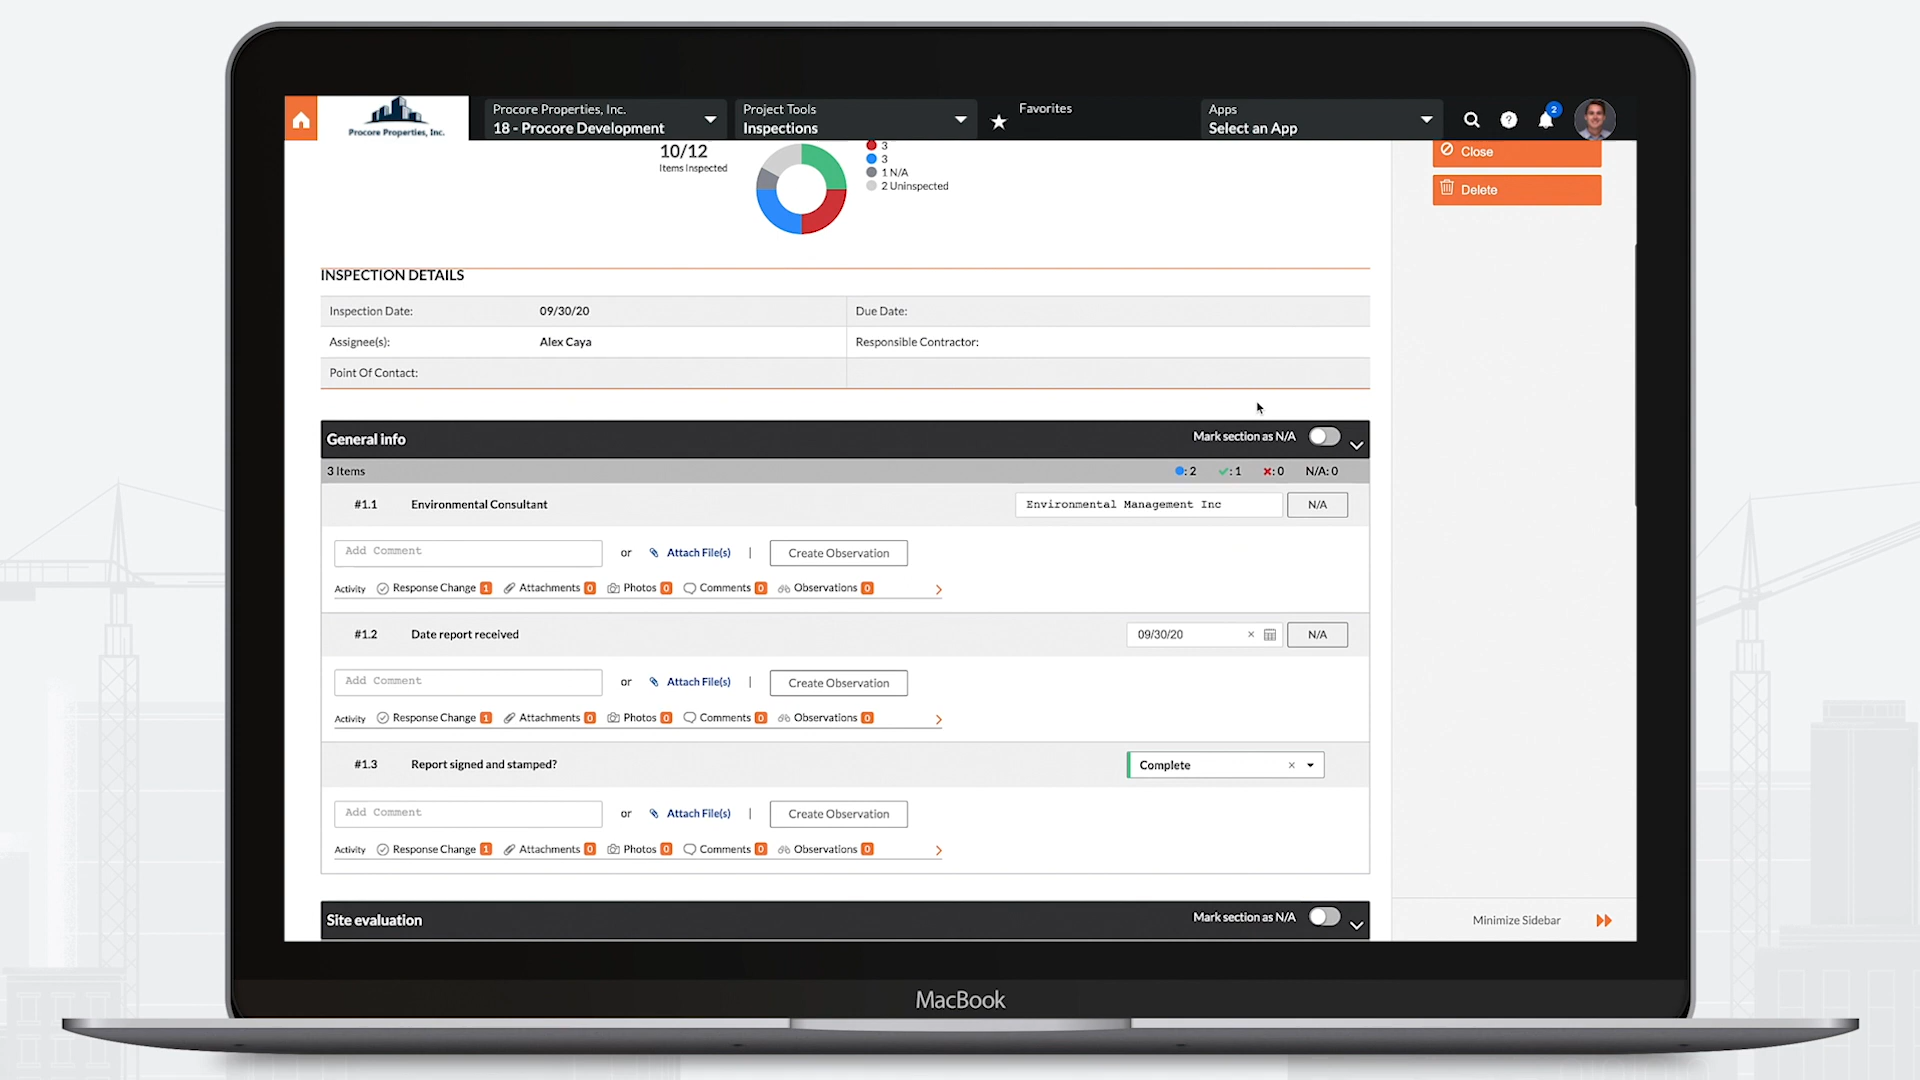 Procore Properties, Inc.
Procore Properties, Inc.
18 - Procore Development
Project Tools
Inspections
Favorites
Apps
Select an App
?
2
10/12
Items Inspected
3
3
1 N/A
2 Uninspected
Close
Delete
INSPECTION DETAILS
Inspection Date: 09/30/20 Due Date:
Assignee(s): Alex Caya Responsible Contractor:
Point Of Contact:
General info Mark section as N/A
3 Items : 2 : 1 : 0 N/A: 0
#1.1 Environmental Consultant Environmental Management Inc N/A
Add Comment or Attach File(s) | Create Observation
Activity Response Change 1 Attachments 0 Photos 0 Comments 0 Observations 0
#1.2 Date report received 09/30/20 × N/A
Add Comment or Attach File(s) | Create Observation
Activity Response Change 1 Attachments 0 Photos 0 Comments 0 Observations 0
#1.3 Report signed and stamped? Complete ×
Add Comment or Attach File(s) | Create Observation
Activity Response Change 1 Attachments 0 Photos 0 Comments 0 Observations 0
Site evaluation Mark section as N/A
Minimize Sidebar
MacBook